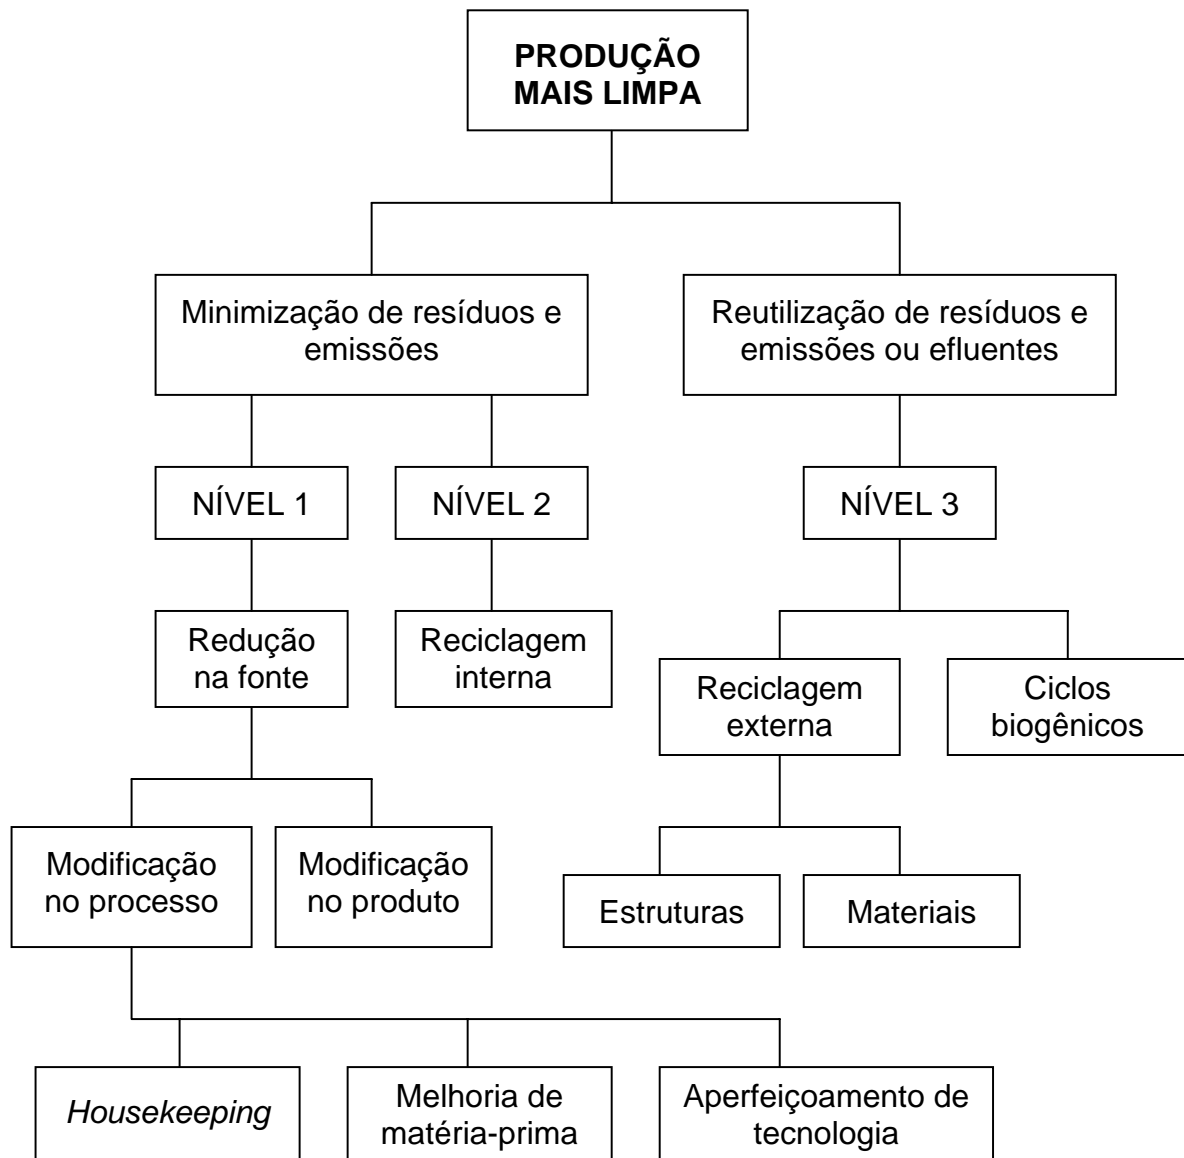 PRODUÇÃO
MAIS LIMPA
Minimização de resíduos e
emissões
Reutilização de resíduos e
emissões ou efluentes
NÍVEL 1
NÍVEL 2
NÍVEL 3
Redução
na fonte
Reciclagem
interna
Reciclagem
externa
Ciclos
biogênicos
Modificação
no processo
Modificação
no produto
Estruturas
Materiais
Housekeeping
Melhoria de
matéria-prima
Aperfeiçoamento de
tecnologia